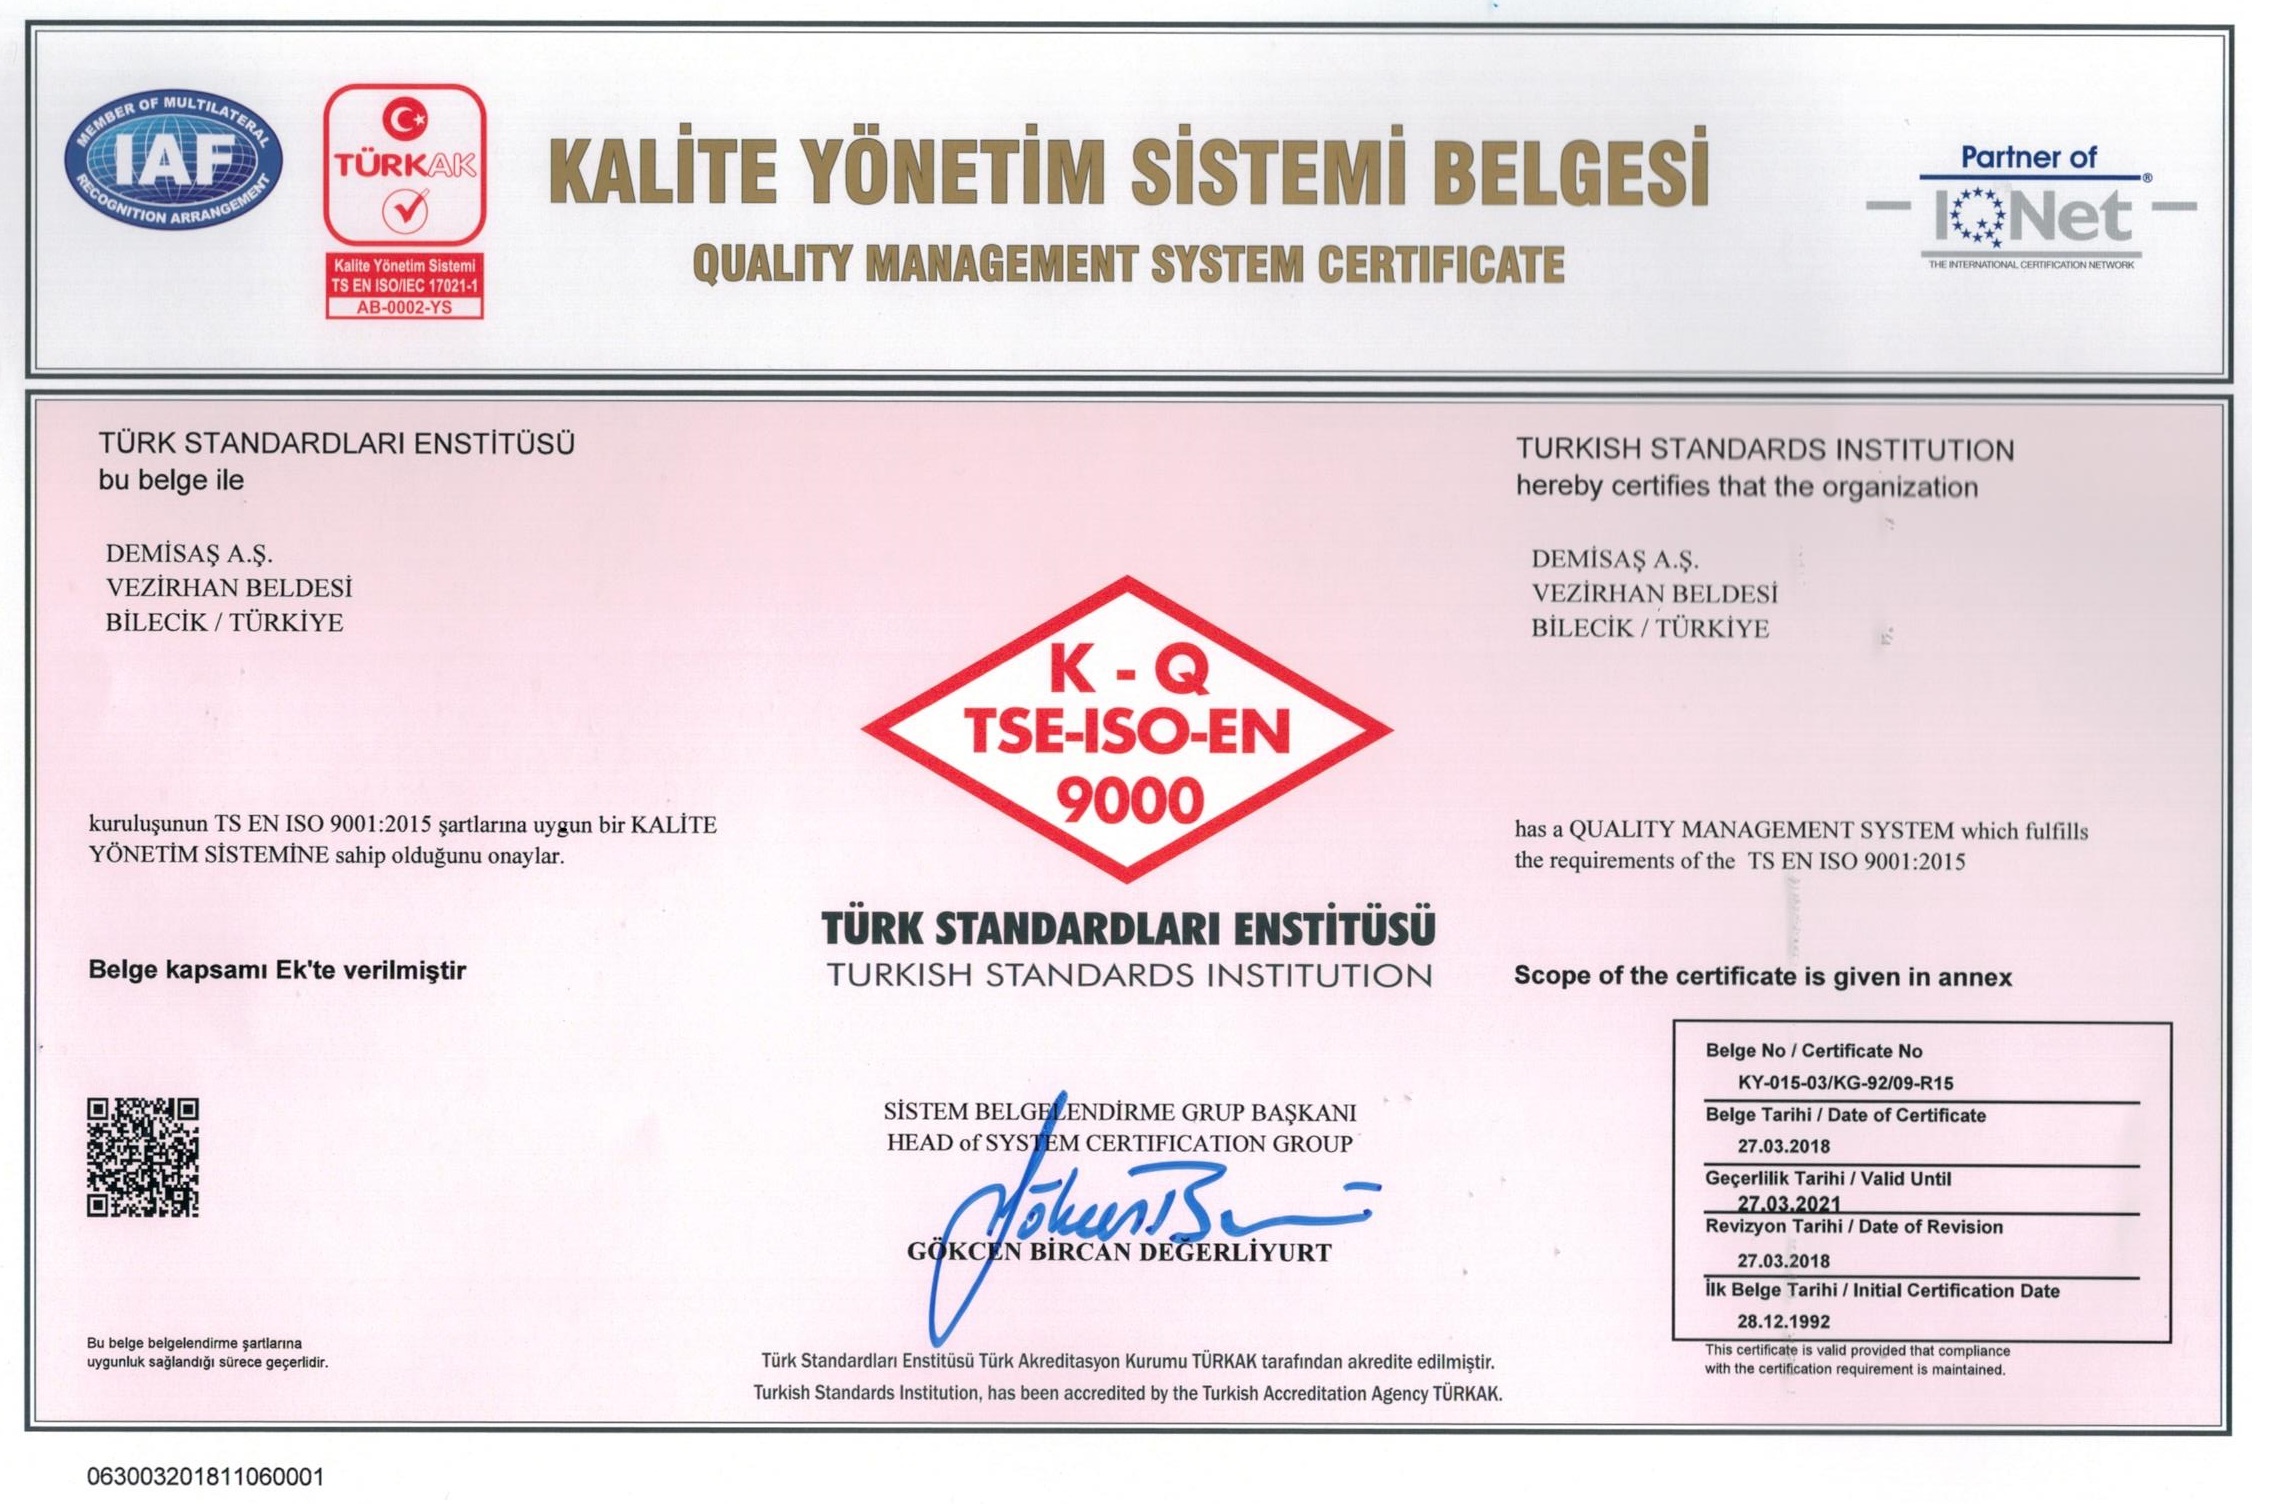 MEMBER OF MULTILATERAL
IAF
RECOGNITION ARRANGEMENT
TÜRKAK
Kalite Yönetim Sistemi
TS EN ISO/IEC 17021-1
AB-0002-YS
KALİTE YÖNETİM SİSTEMİ BELGESİ
QUALITY MANAGEMENT SYSTEM CERTIFICATE
Partner of
IQNet ®
THE INTERNATIONAL CERTIFICATION NETWORK
TÜRK STANDARDLARI ENSTİTÜSÜ
bu belge ile
DEMİSAŞ A.Ş.
VEZİRHAN BELDESİ
BİLECİK / TÜRKİYE
kuruluşunun TS EN ISO 9001:2015 şartlarına uygun bir KALİTE
YÖNETİM SİSTEMİNE sahip olduğunu onaylar.
Belge kapsamı Ek'te verilmiştir
Bu belge belgelendirme şartlarına
uygunluk sağlandığı sürece geçerlidir.
K - Q
TSE-ISO-EN
9000
TÜRK STANDARDLARI ENSTİTÜSÜ
TURKISH STANDARDS INSTITUTION
SİSTEM BELGELENDİRME GRUP BAŞKANI
HEAD of SYSTEM CERTIFICATION GROUP
GÖKCEN BİRCAN DEĞERLİYURT
Türk Standardları Enstitüsü Türk Akreditasyon Kurumu TÜRKAK tarafından akredite edilmiştir.
Turkish Standards Institution, has been accredited by the Turkish Accreditation Agency TÜRKAK.
TURKISH STANDARDS INSTITUTION
hereby certifies that the organization
DEMİSAŞ A.Ş.
VEZİRHAN BELDESİ
BİLECİK / TÜRKİYE
has a QUALITY MANAGEMENT SYSTEM which fulfills
the requirements of the TS EN ISO 9001:2015
Scope of the certificate is given in annex
Belge No / Certificate No
KY-015-03/KG-92/09-R15
Belge Tarihi / Date of Certificate
27.03.2018
Geçerlilik Tarihi / Valid Until
27.03.2021
Revizyon Tarihi / Date of Revision
27.03.2018
İlk Belge Tarihi / Initial Certification Date
28.12.1992
This certificate is valid provided that compliance
with the certification requirement is maintained.
063003201811060001